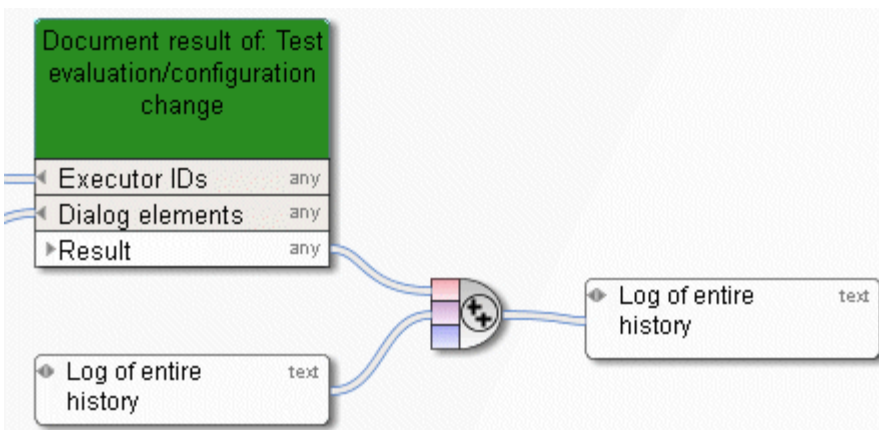 Document result of: Test
evaluation/configuration
change
Executor IDs any
Dialog elements any
Result any
Log of entire text
history
Log of entire text
history